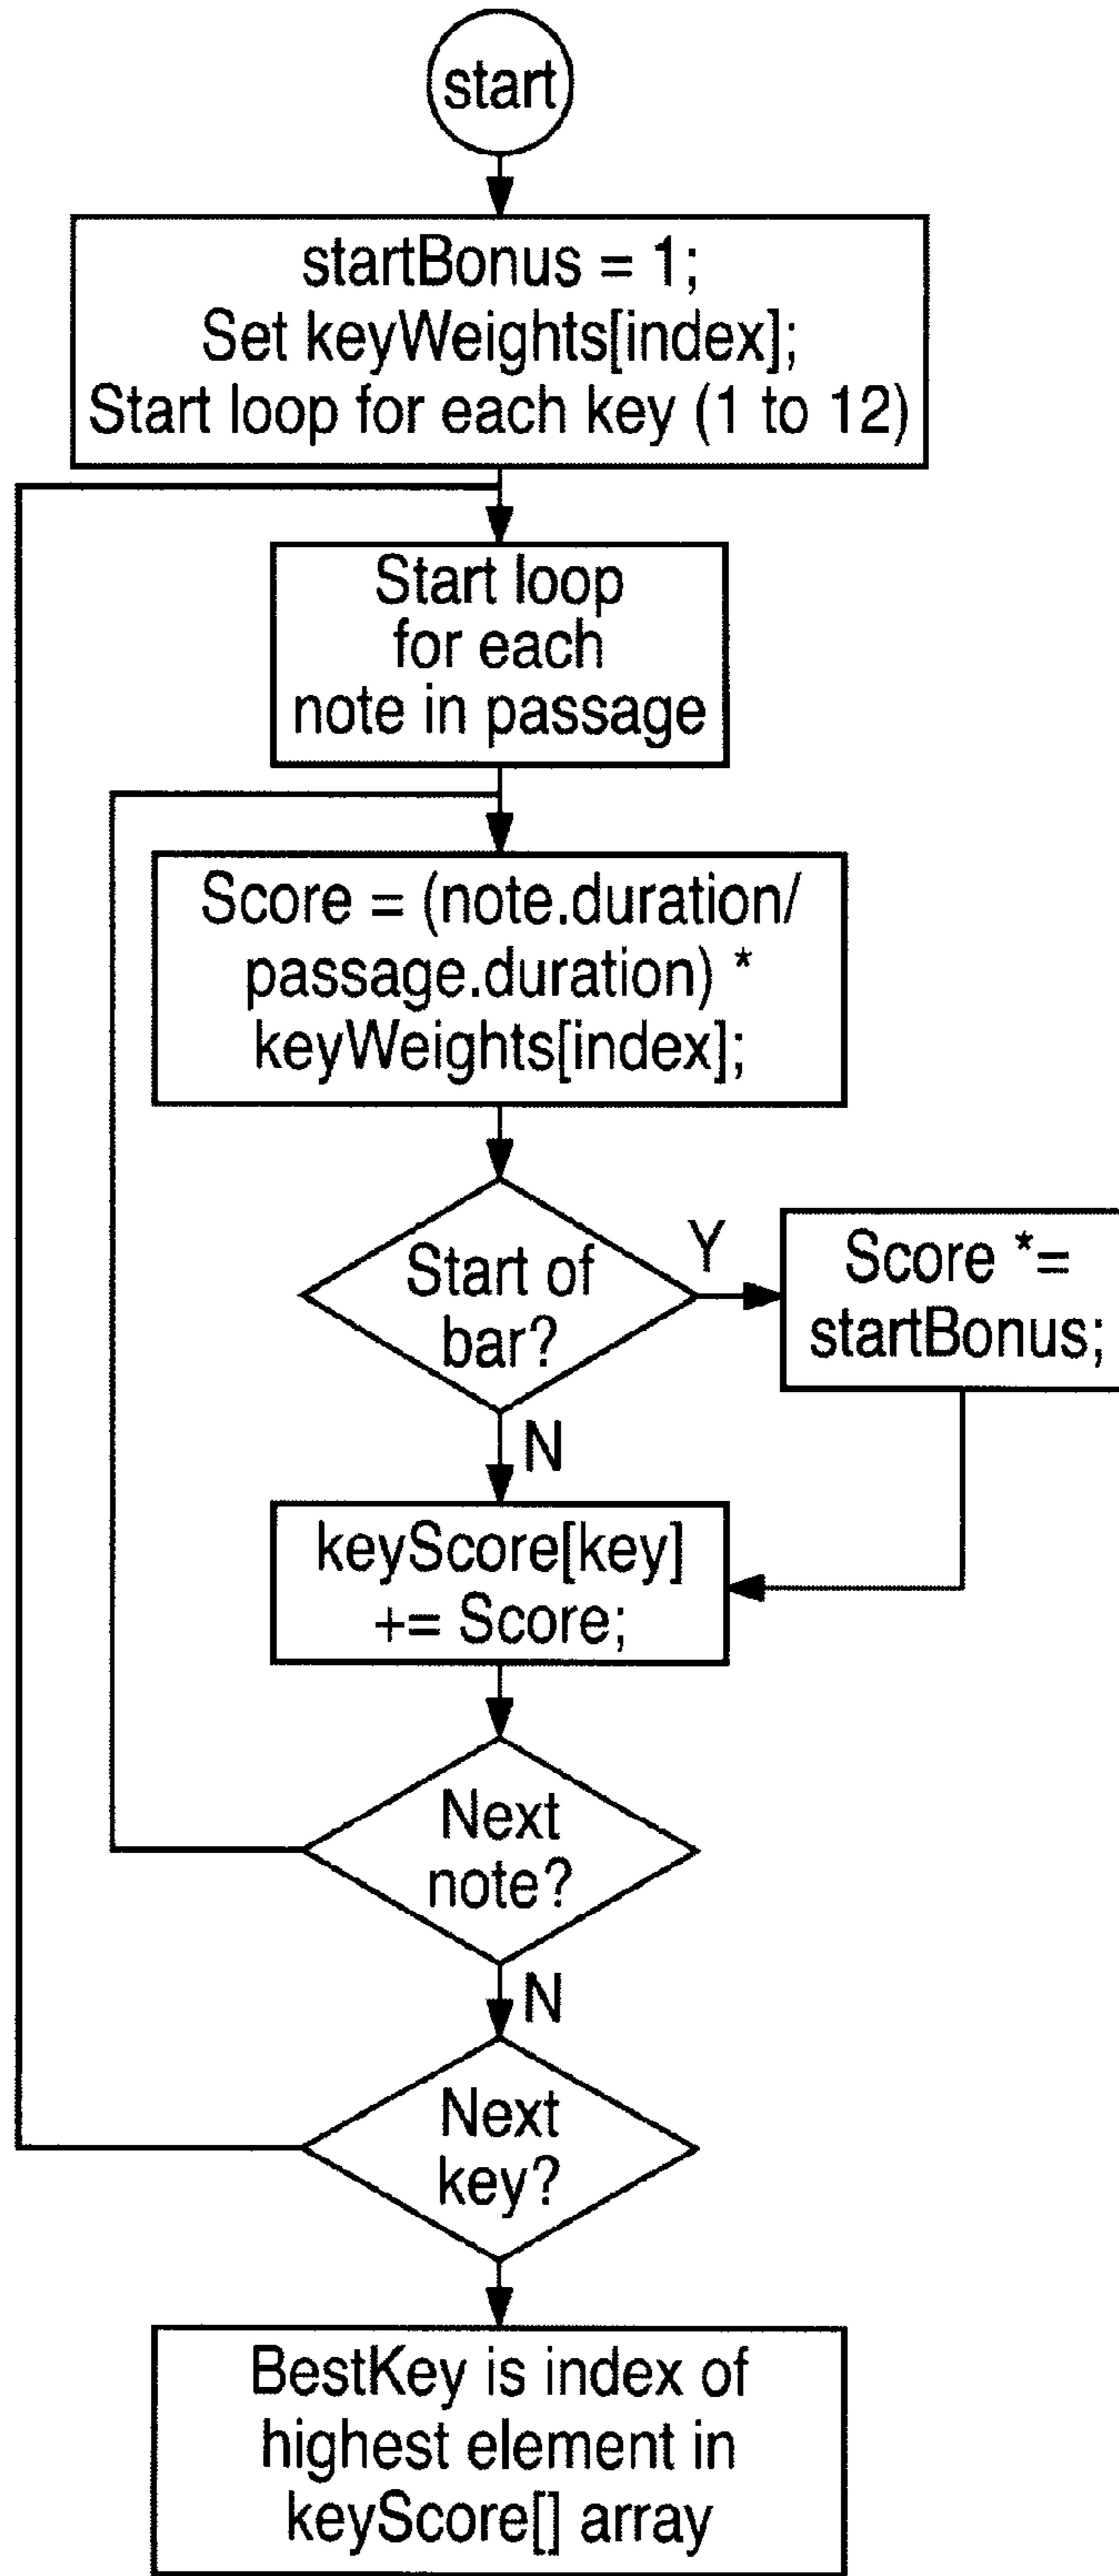 start
startBonus = 1;
Set keyWeights[index];
Start loop for each key (1 to 12)
Start loop
for each
note in passage
Score = (note.duration/
passage.duration) *
keyWeights[index];
Start of
bar?
Y
Score *=
startBonus;
N
keyScore[key]
+= Score;
Next
note?
N
Next
key?
BestKey is index of
highest element in
keyScore[] array